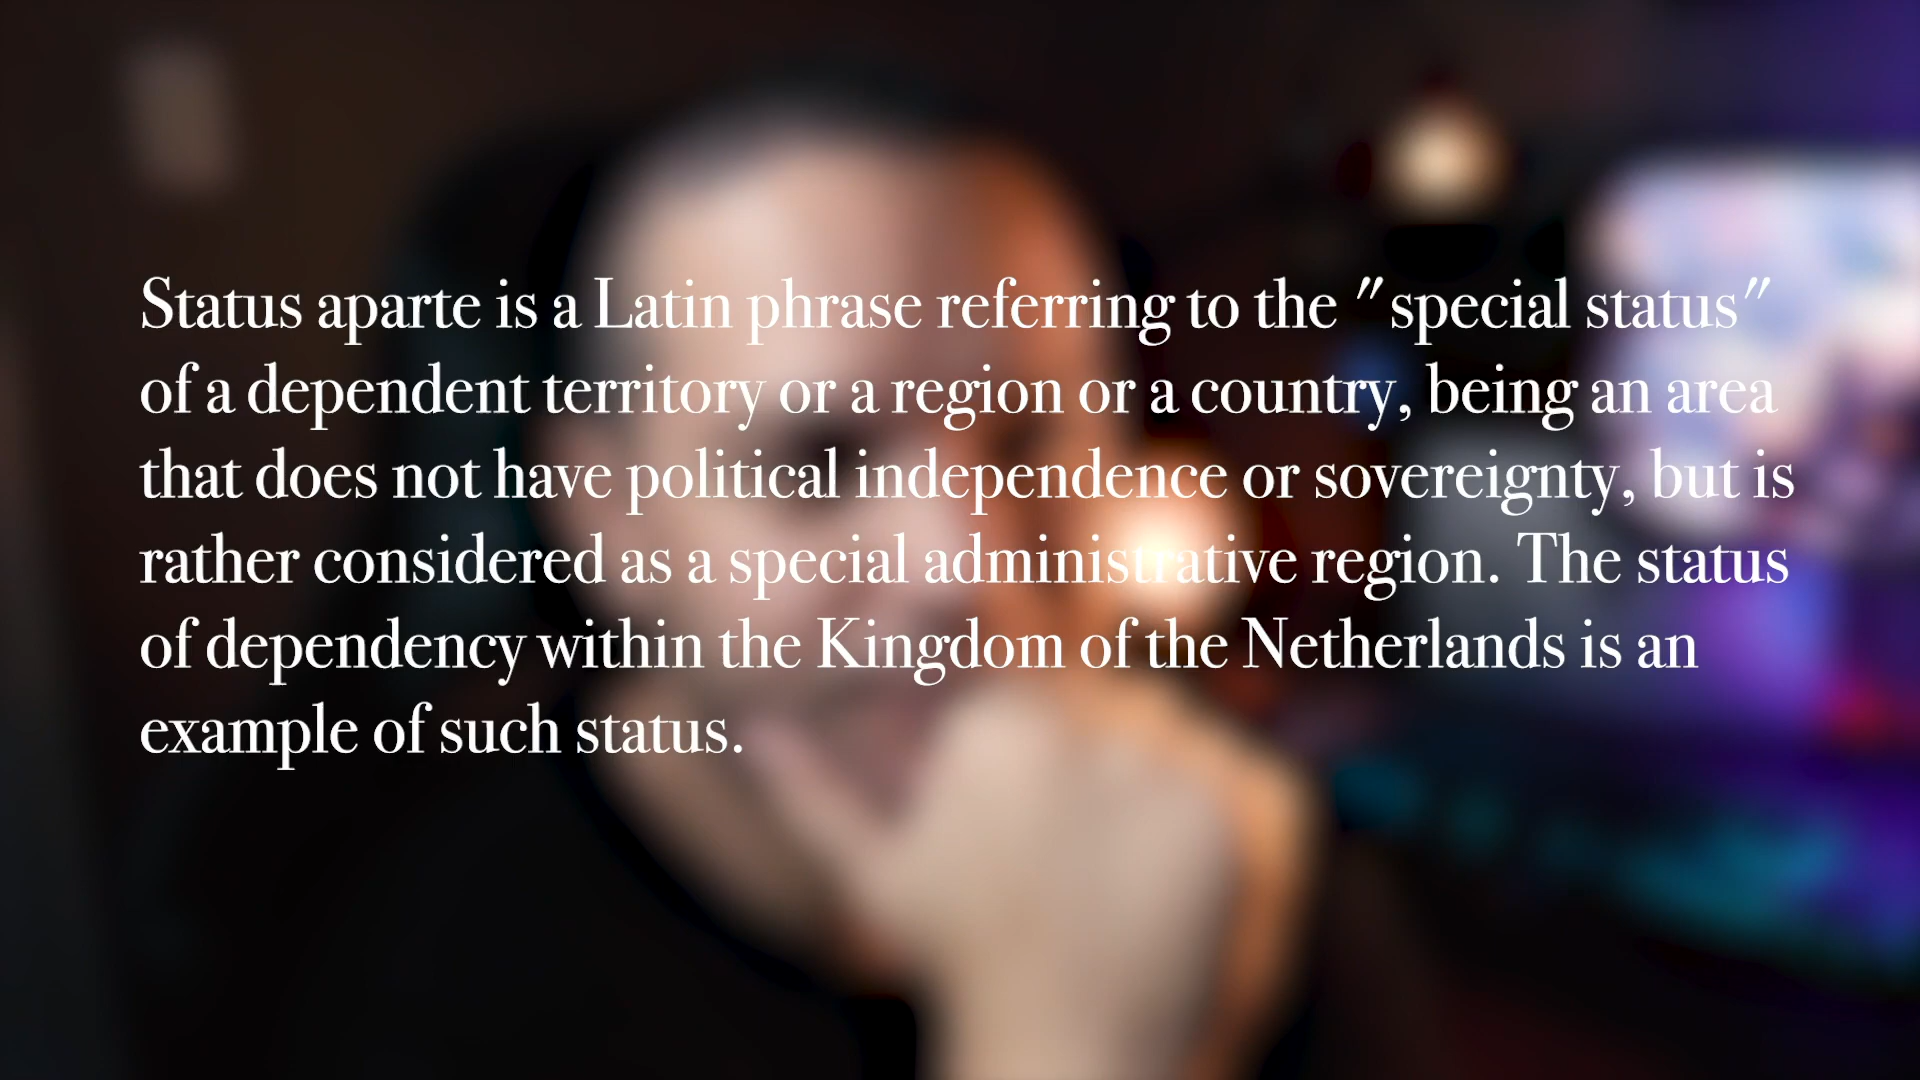 Status aparte is a Latin phrase referring to the "special status"
of a dependent territory or a region or a country, being an area
that does not have political independence or sovereignty, but is
rather considered as a special administrative region. The status
of dependency within the Kingdom of the Netherlands is an
example of such status.